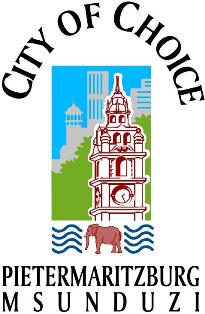 CITY OF CHOICE
PIETERMARITZBURG
MSUNDUZI